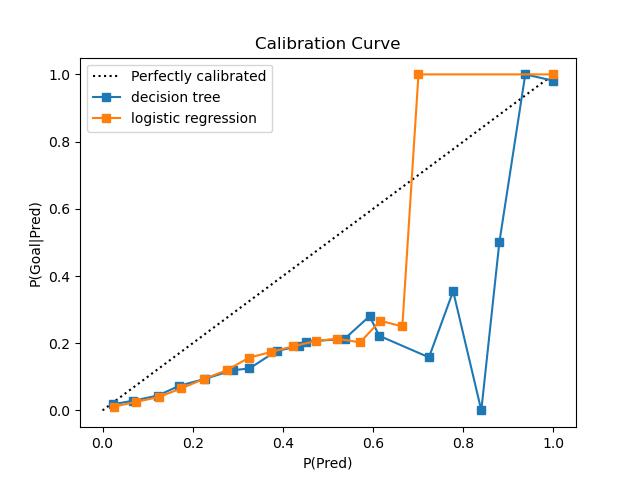 Calibration Curve
Perfectly calibrated
decision tree
logistic regression
1.0
0.8
0.6
0.4
0.2
0.0
P(Goal|Pred)
0.0 0.2 0.4 0.6 0.8 1.0
P(Pred)